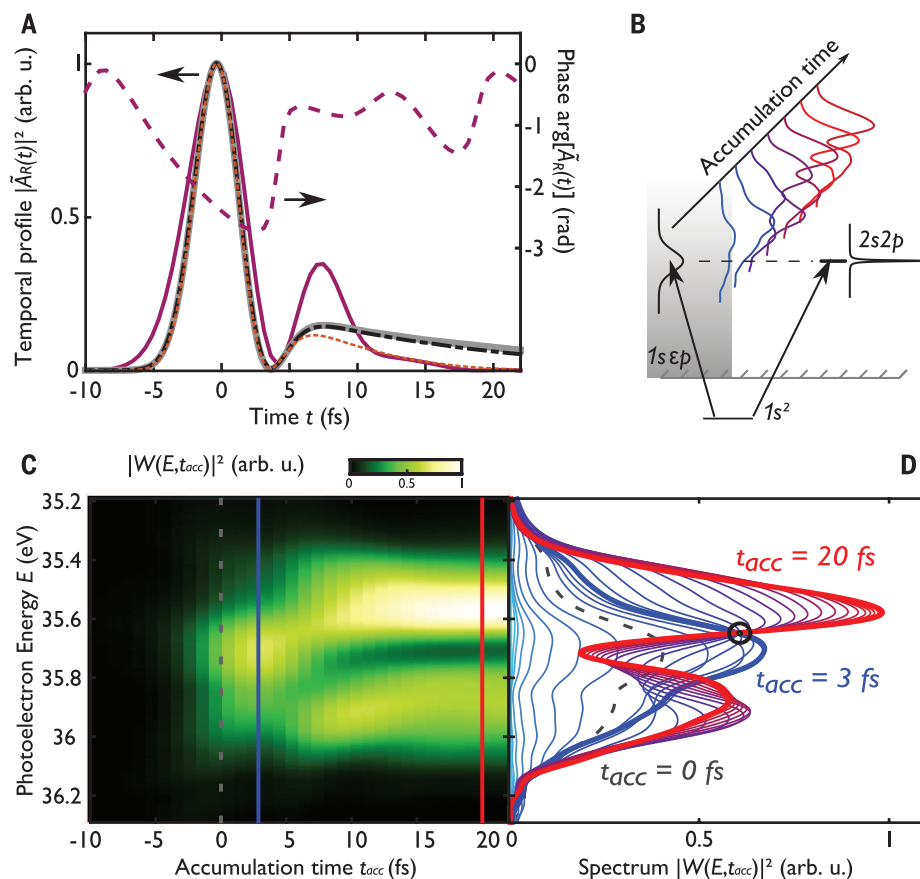 A
Temporal profile |Ã_R(t)|² (arb. u.)
1
0.5
0
-10
-5
0
5
10
15
20
Time t (fs)
0
-1
-2
-3
Phase arg[Ã_R(t)] (rad)
B
Accumulation time
2s2p
1s εp
1s²
C
|W(E,t_acc)|² (arb. u.)
0
0.5
1
Photoelectron Energy E (eV)
35.2
35.4
35.6
35.8
36
36.2
-10
-5
0
5
10
15
20
Accumulation time t_acc (fs)
D
t_acc = 20 fs
t_acc = 3 fs
t_acc = 0 fs
0
0.5
1
Spectrum |W(E,t_acc)|² (arb. u.)